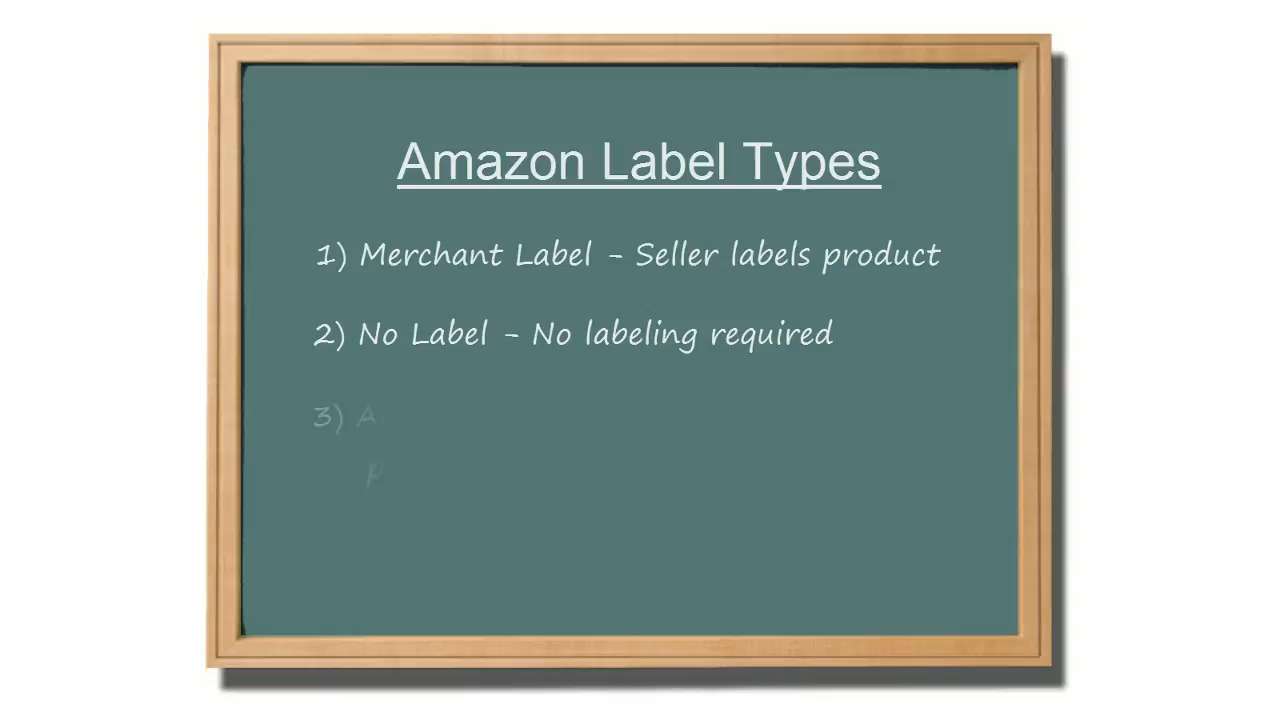 Amazon Label Types
1) Merchant Label - Seller labels product
2) No Label - No labeling required
3)